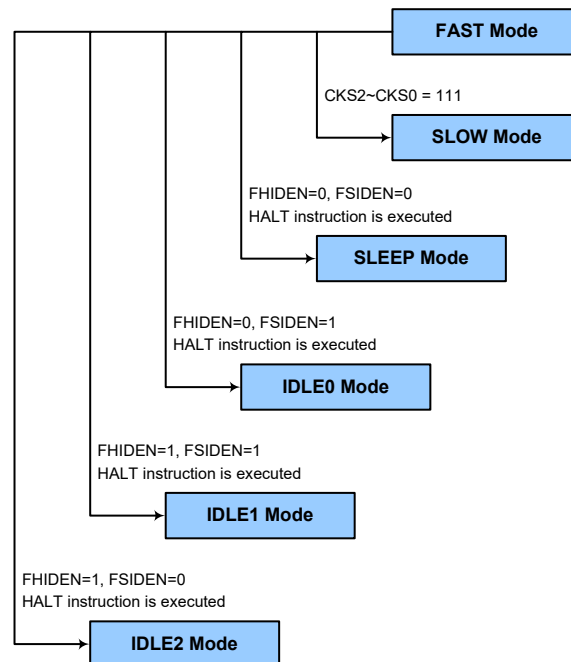 FAST Mode
CKS2~CKS0 = 111
SLOW Mode
FHIDEN=0, FSIDEN=0
HALT instruction is executed
SLEEP Mode
FHIDEN=0, FSIDEN=1
HALT instruction is executed
IDLE0 Mode
FHIDEN=1, FSIDEN=1
HALT instruction is executed
IDLE1 Mode
FHIDEN=1, FSIDEN=0
HALT instruction is executed
IDLE2 Mode